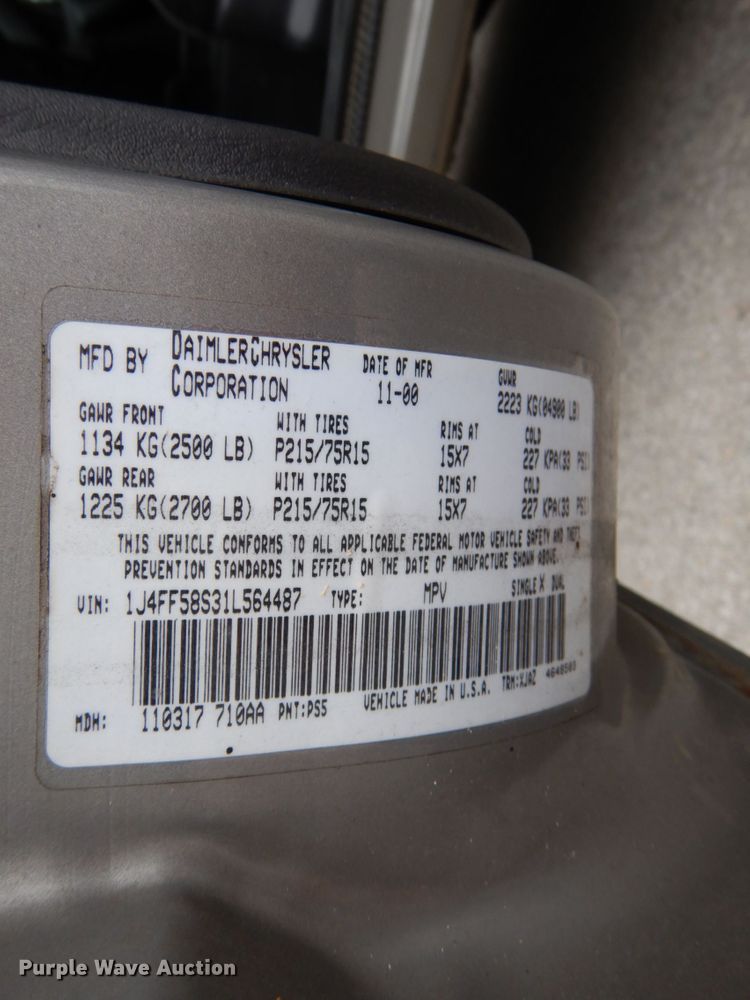 MFD BY DAIMLERCHRYSLER CORPORATION DATE OF MFR 11-00 GVWR 2223 KG(04900 LB)
GAWR FRONT WITH TIRES RIMS AT COLD
1134 KG(2500 LB) P215/75R15 15X7 227 KPA(33 PSI)
GAWR REAR WITH TIRES RIMS AT COLD
1225 KG(2700 LB) P215/75R15 15X7 227 KPA(33 PSI)
THIS VEHICLE CONFORMS TO ALL APPLICABLE FEDERAL MOTOR VEHICLE SAFETY AND THEFT
PREVENTION STANDARDS IN EFFECT ON THE DATE OF MANUFACTURE SHOWN ABOVE.
VIN: 1J4FF58S31L564487 TYPE: MPV SINGLE X DUAL
MDH: 110317 710AA PNT:PS5 VEHICLE MADE IN U.S.A. TRM:XJAZ
Purple Wave Auction